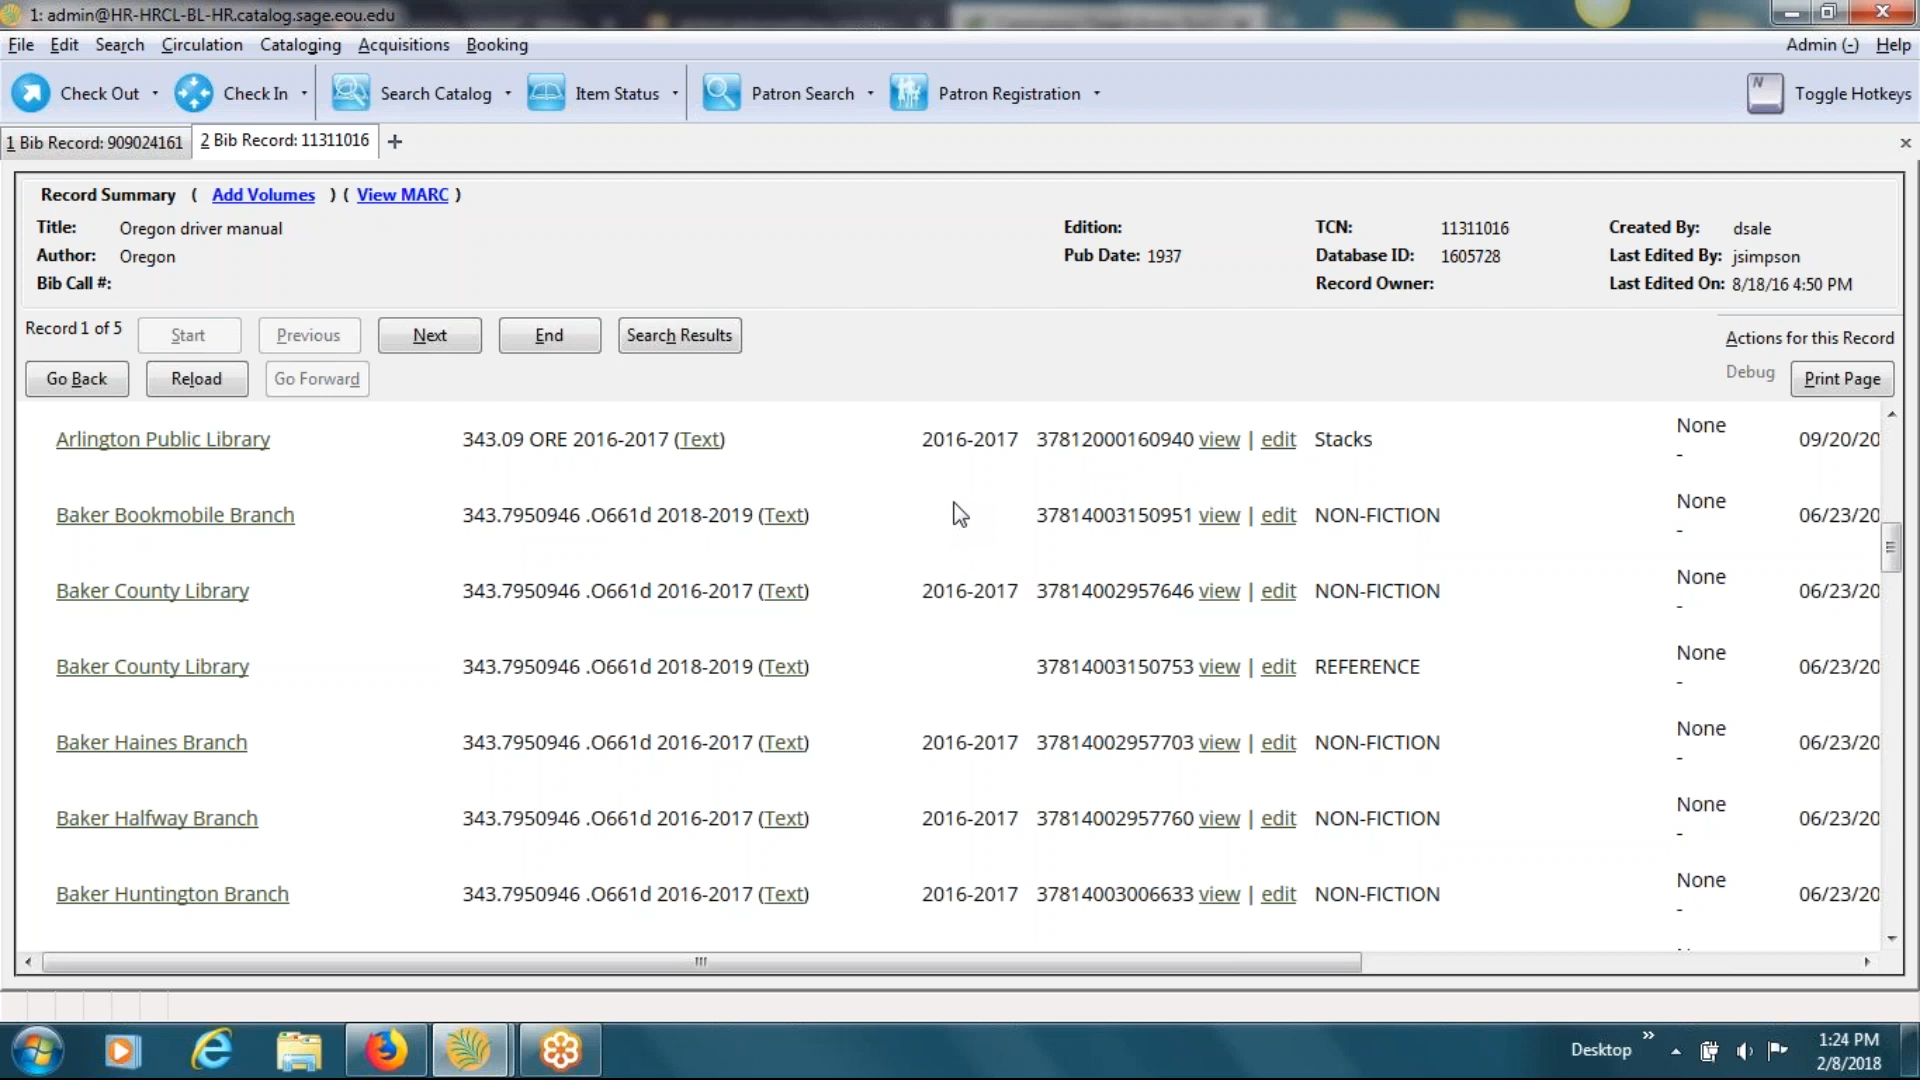 1: admin@HR-HRCL-BL-HR.catalog.sage.eou.edu
File Edit Search Circulation Cataloging Acquisitions Booking Admin (-) Help
Check Out Check In Search Catalog Item Status Patron Search Patron Registration N Toggle Hotkeys
1 Bib Record: 909024161 2 Bib Record: 11311016
Record Summary ( Add Volumes ) ( View MARC )
Title: Oregon driver manual Edition: TCN: 11311016 Created By: dsale
Author: Oregon Pub Date: 1937 Database ID: 1605728 Last Edited By: jsimpson
Bib Call #: Record Owner: Last Edited On: 8/18/16 4:50 PM
Record 1 of 5 Start Previous Next End Search Results Actions for this Record
Go Back Reload Go Forward Debug Print Page
Arlington Public Library 343.09 ORE 2016-2017 (Text) 2016-2017 37812000160940 view | edit Stacks None - 09/20/20
Baker Bookmobile Branch 343.7950946 .O661d 2018-2019 (Text) 37814003150951 view | edit NON-FICTION None - 06/23/20
Baker County Library 343.7950946 .O661d 2016-2017 (Text) 2016-2017 37814002957646 view | edit NON-FICTION None - 06/23/20
Baker County Library 343.7950946 .O661d 2018-2019 (Text) 37814003150753 view | edit REFERENCE None - 06/23/20
Baker Haines Branch 343.7950946 .O661d 2016-2017 (Text) 2016-2017 37814002957703 view | edit NON-FICTION None - 06/23/20
Baker Halfway Branch 343.7950946 .O661d 2016-2017 (Text) 2016-2017 37814002957760 view | edit NON-FICTION None - 06/23/20
Baker Huntington Branch 343.7950946 .O661d 2016-2017 (Text) 2016-2017 37814003006633 view | edit NON-FICTION None - 06/23/20
Desktop 1:24 PM
2/8/2018